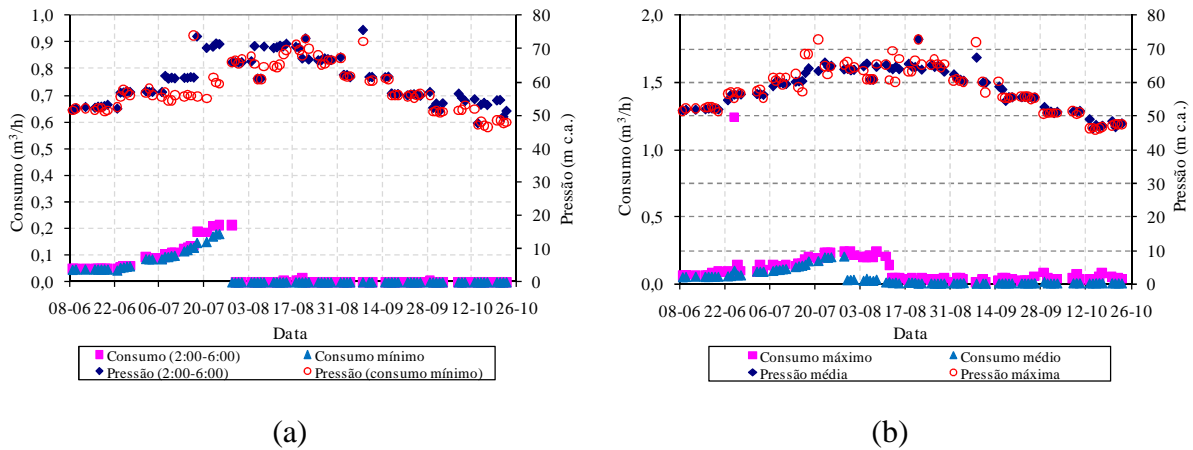 1,0
0,9
0,8
0,7
0,6
0,5
0,4
0,3
0,2
0,1
0,0
Consumo (m³/h)
80
70
60
50
40
30
20
10
0
Pressão (m c.a.)
08-06 22-06 06-07 20-07 03-08 17-08 31-08 14-09 28-09 12-10 26-10
Data
Consumo (2:00-6:00) Consumo mínimo
Pressão (2:00-6:00) Pressão (consumo mínimo)
(a)
2,0
1,5
1,0
0,5
0,0
Consumo (m³/h)
80
70
60
50
40
30
20
10
0
Pressão (m c.a.)
08-06 22-06 06-07 20-07 03-08 17-08 31-08 14-09 28-09 12-10 26-10
Data
Consumo máximo Consumo médio
Pressão média Pressão máxima
(b)